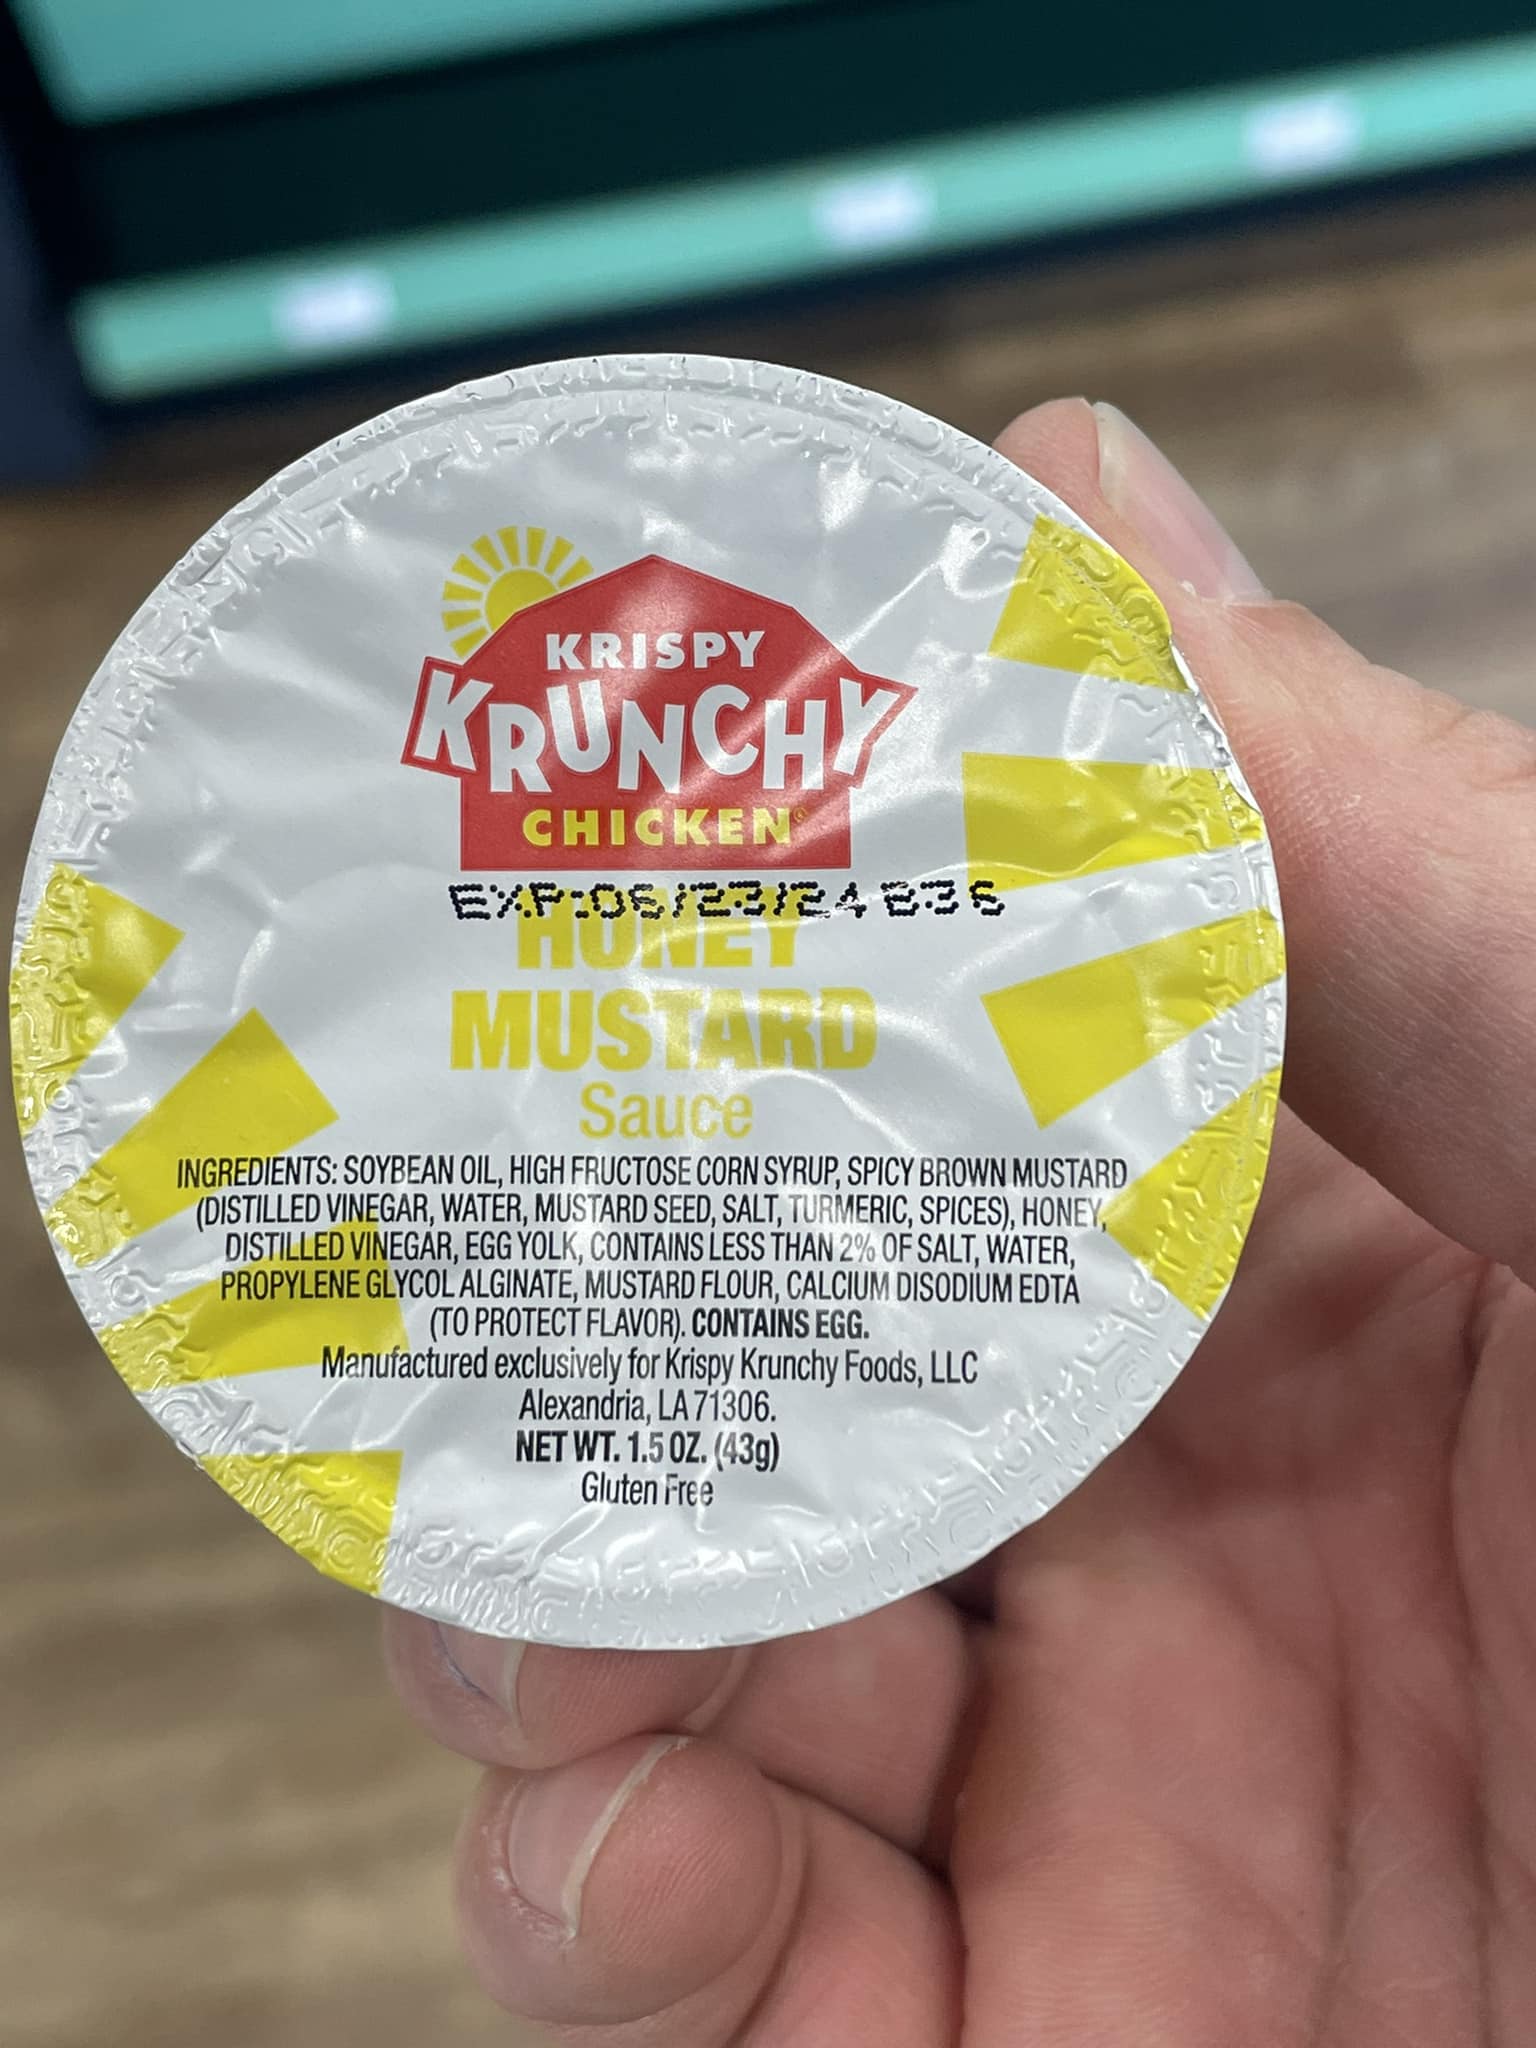 KRISPY
KRUNCHY
CHICKEN®
EXP:06/23/24 B36
HONEY
MUSTARD
Sauce
INGREDIENTS: SOYBEAN OIL, HIGH FRUCTOSE CORN SYRUP, SPICY BROWN MUSTARD
(DISTILLED VINEGAR, WATER, MUSTARD SEED, SALT, TURMERIC, SPICES), HONEY,
DISTILLED VINEGAR, EGG YOLK, CONTAINS LESS THAN 2% OF SALT, WATER,
PROPYLENE GLYCOL ALGINATE, MUSTARD FLOUR, CALCIUM DISODIUM EDTA
(TO PROTECT FLAVOR). CONTAINS EGG.
Manufactured exclusively for Krispy Krunchy Foods, LLC
Alexandria, LA 71306.
NET WT. 1.5 OZ. (43g)
Gluten Free